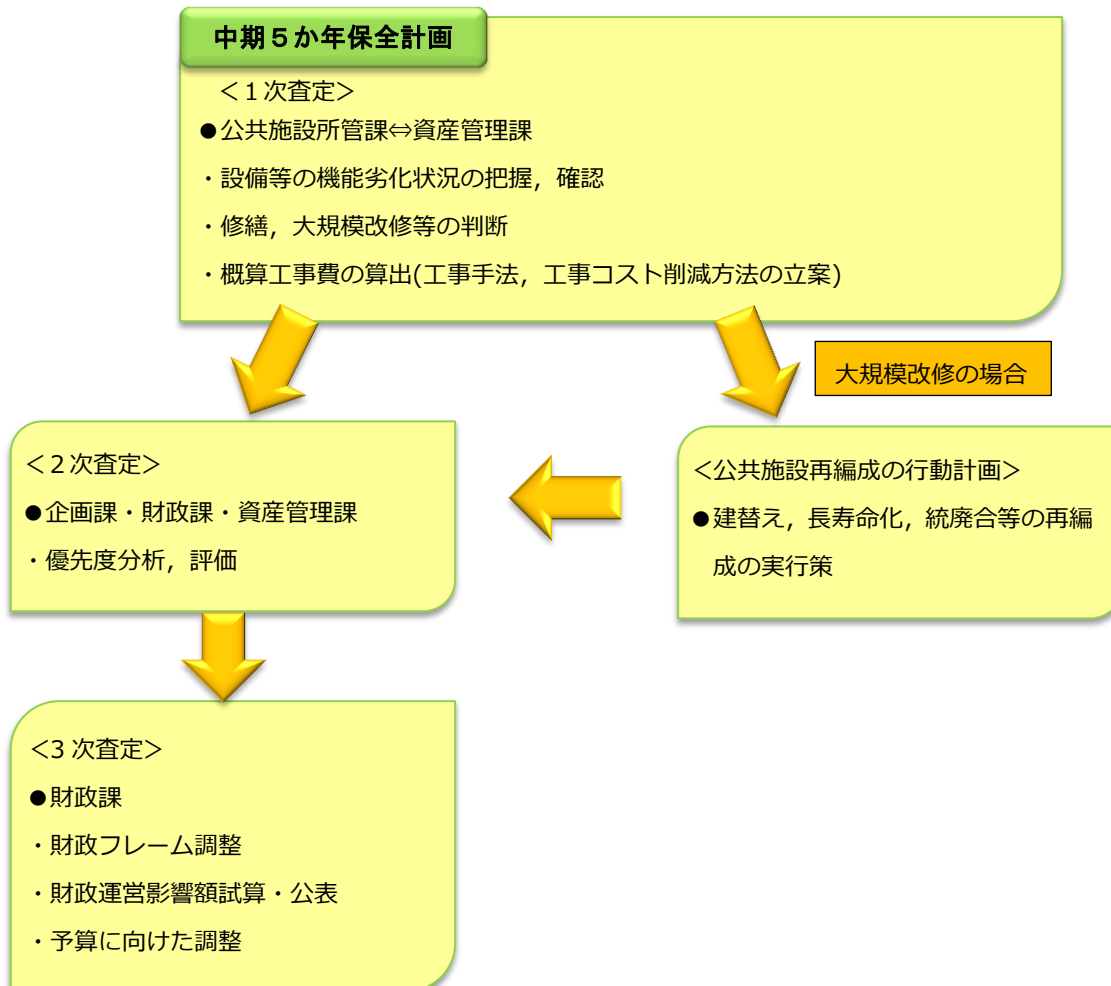 中期５か年保全計画
＜１次査定＞
●公共施設所管課⇔資産管理課
・設備等の機能劣化状況の把握，確認
・修繕，大規模改修等の判断
・概算工事費の算出(工事手法，工事コスト削減方法の立案)
大規模改修の場合
＜２次査定＞
●企画課・財政課・資産管理課
・優先度分析，評価
＜公共施設再編成の行動計画＞
●建替え，長寿命化，統廃合等の再編
成の実行策
＜3 次査定＞
●財政課
・財政フレーム調整
・財政運営影響額試算・公表
・予算に向けた調整